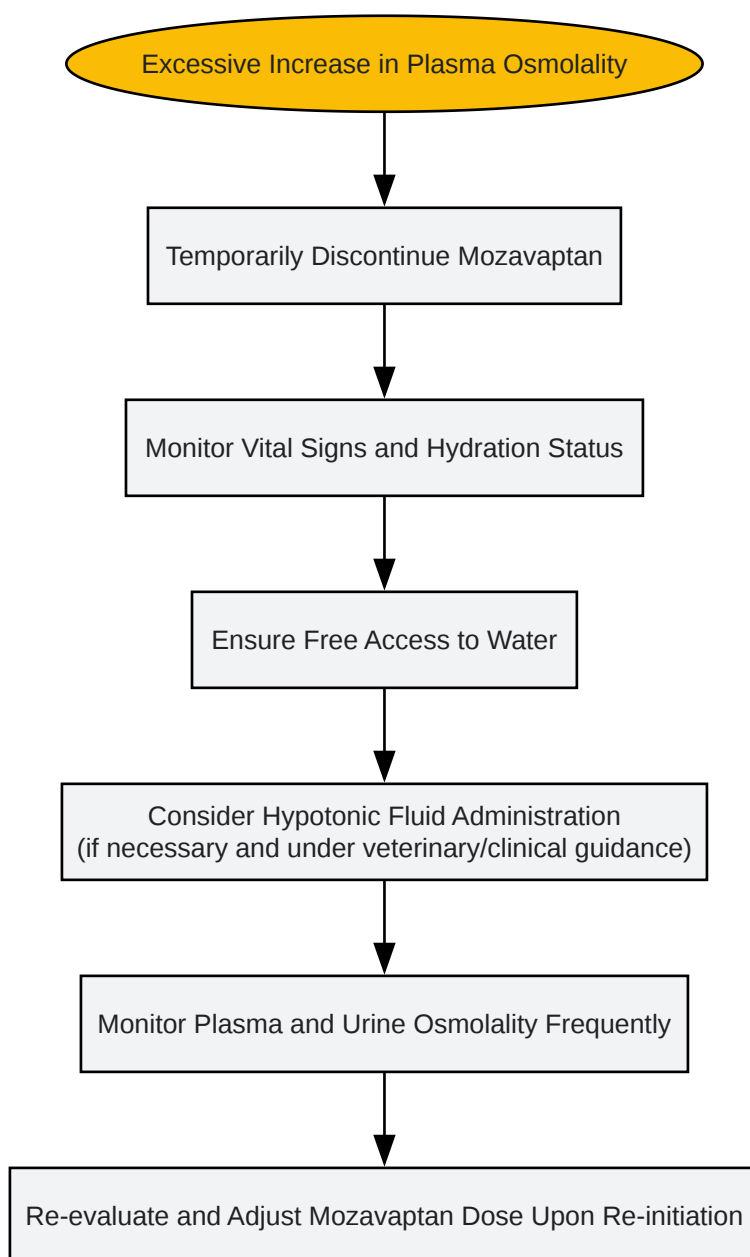 Excessive Increase in Plasma Osmolality
Temporarily Discontinue Mozavaptan
Monitor Vital Signs and Hydration Status
Ensure Free Access to Water
Consider Hypotonic Fluid Administration
(if necessary and under veterinary/clinical guidance)
Monitor Plasma and Urine Osmolality Frequently
Re-evaluate and Adjust Mozavaptan Dose Upon Re-initiation